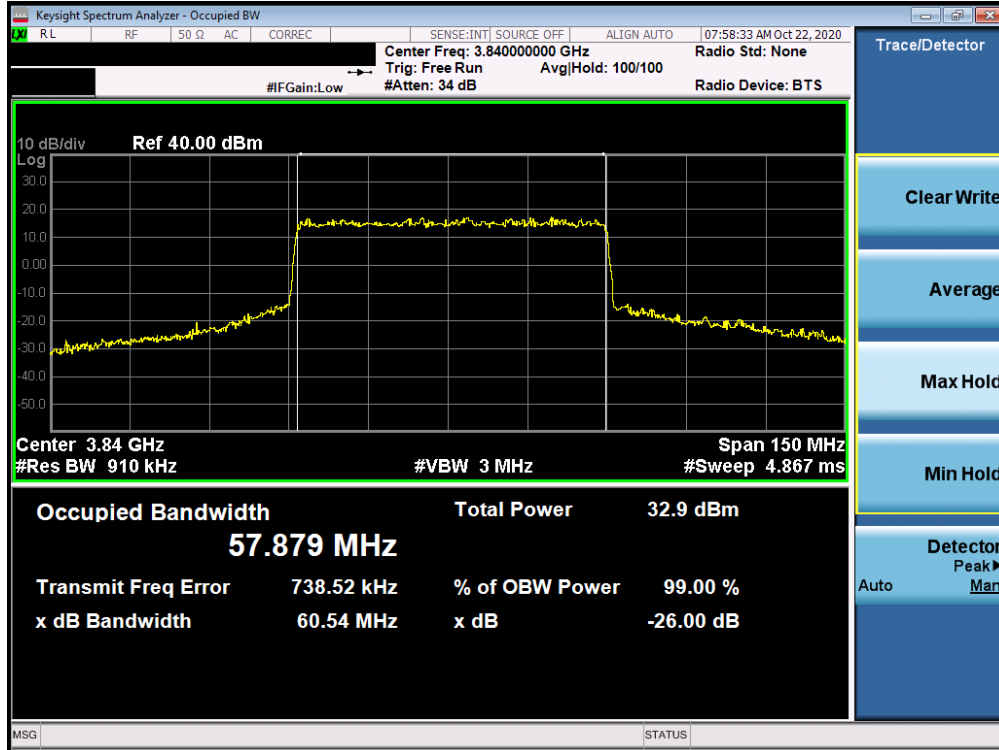 Keysight Spectrum Analyzer - Occupied BW
LXI RL RF 50 Ω AC CORREC SENSE:INT SOURCE OFF ALIGN AUTO 07:58:33 AM Oct 22, 2020
Center Freq: 3.840000000 GHz Radio Std: None
Trig: Free Run Avg|Hold: 100/100
#IFGain:Low #Atten: 34 dB Radio Device: BTS
Trace/Detector
10 dB/div Ref 40.00 dBm
Log
30.0
20.0
10.0
0.00
-10.0
-20.0
-30.0
-40.0
-50.0
Center 3.84 GHz Span 150 MHz
#Res BW 910 kHz #VBW 3 MHz #Sweep 4.867 ms
Clear Write
Average
Max Hold
Min Hold
Detector
Peak
Auto Man
Occupied Bandwidth Total Power 32.9 dBm
57.879 MHz
Transmit Freq Error 738.52 kHz % of OBW Power 99.00 %
x dB Bandwidth 60.54 MHz x dB -26.00 dB
MSG STATUS